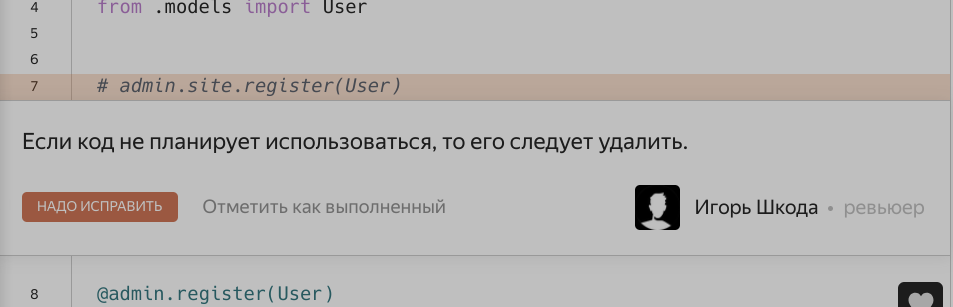 4 from .models import User
5
6
7 # admin.site.register(User)
Если код не планирует использоваться, то его следует удалить.
НАДО ИСПРАВИТЬ Отметить как выполненный Игорь Шкода • ревьюер
8 @admin.register(User)